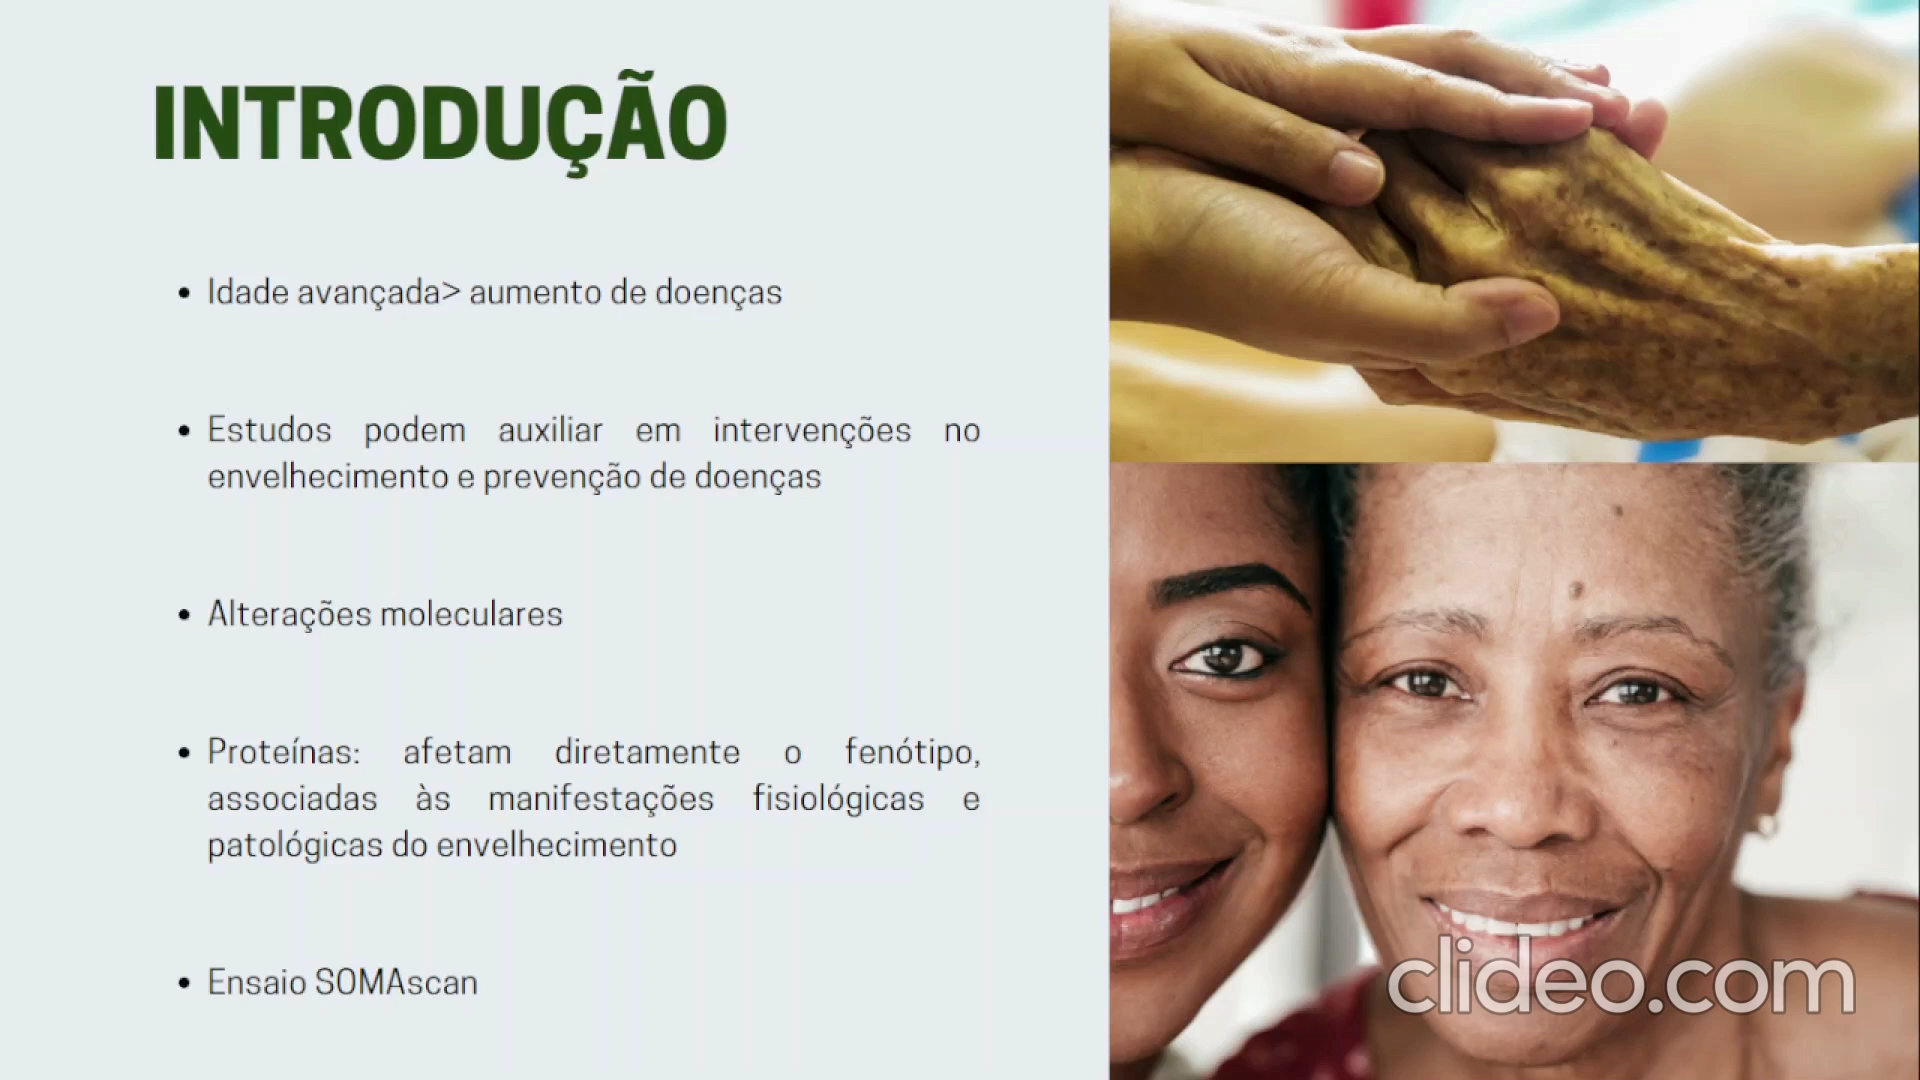 INTRODUÇÃO
• Idade avançada> aumento de doenças
• Estudos podem auxiliar em intervenções no
envelhecimento e prevenção de doenças
• Alterações moleculares
• Proteínas: afetam diretamente o fenótipo,
associadas às manifestações fisiológicas e
patológicas do envelhecimento
• Ensaio SOMAscan
clideo.com